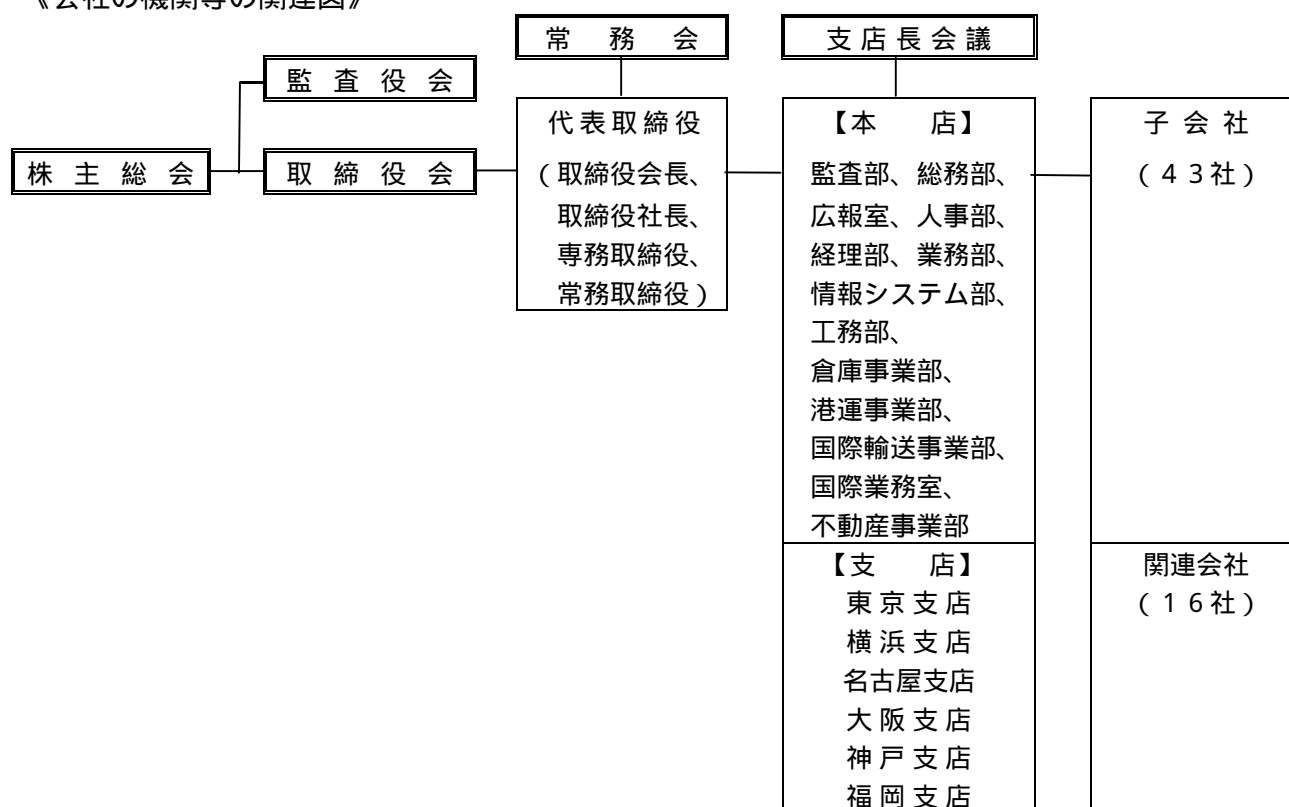 《会社の機関等の関連図》
常務会
支店長会議
監査役会
株主総会
取締役会
代表取締役
(取締役会長、
取締役社長、
専務取締役、
常務取締役)
【本 店】
監査部、総務部、
広報室、人事部、
経理部、業務部、
情報システム部、
工務部、
倉庫事業部、
港運事業部、
国際輸送事業部、
国際業務室、
不動産事業部
【支 店】
東京支店
横浜支店
名古屋支店
大阪支店
神戸支店
福岡支店
子会社
(43社)
関連会社
(16社)